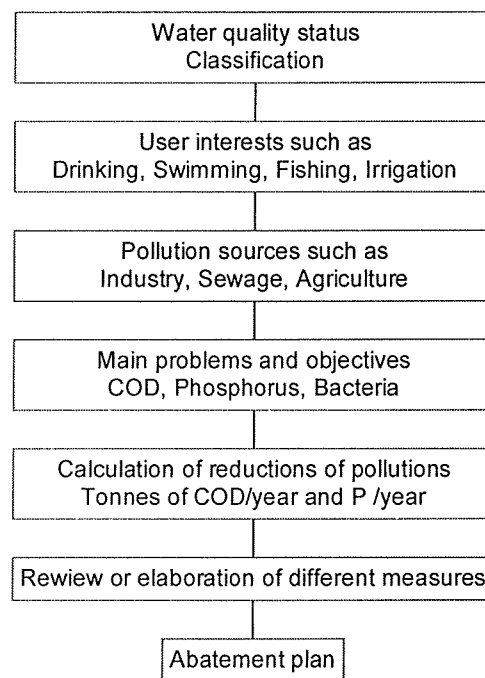 Water quality status
Classification
User interests such as
Drinking, Swimming, Fishing, Irrigation
Pollution sources such as
Industry, Sewage, Agriculture
Main problems and objectives
COD, Phosphorus, Bacteria
Calculation of reductions of pollutions
Tonnes of COD/year and P /year
Rewiew or elaboration of different measures
Abatement plan